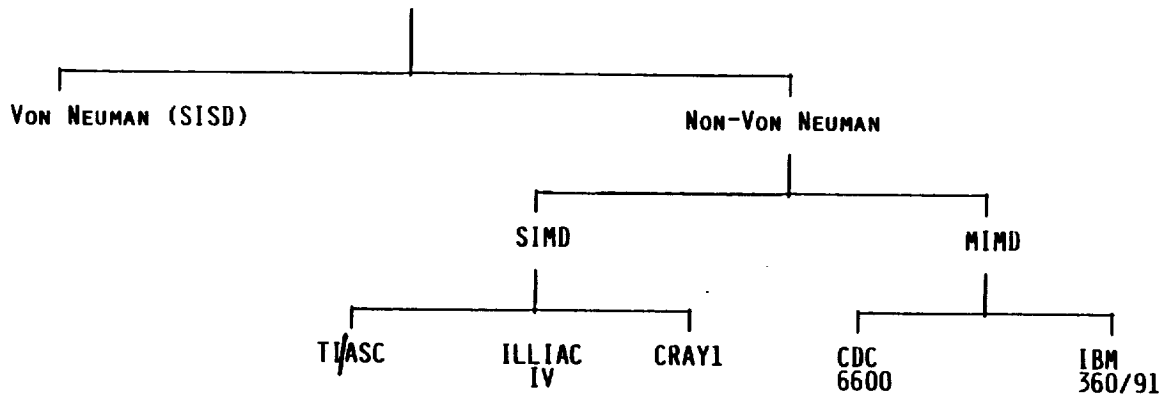 Von Neuman (SISD)
Non-Von Neuman
SIMD
MIMD
TI/ASC
ILLIAC
IV
CRAY1
CDC
6600
IBM
360/91